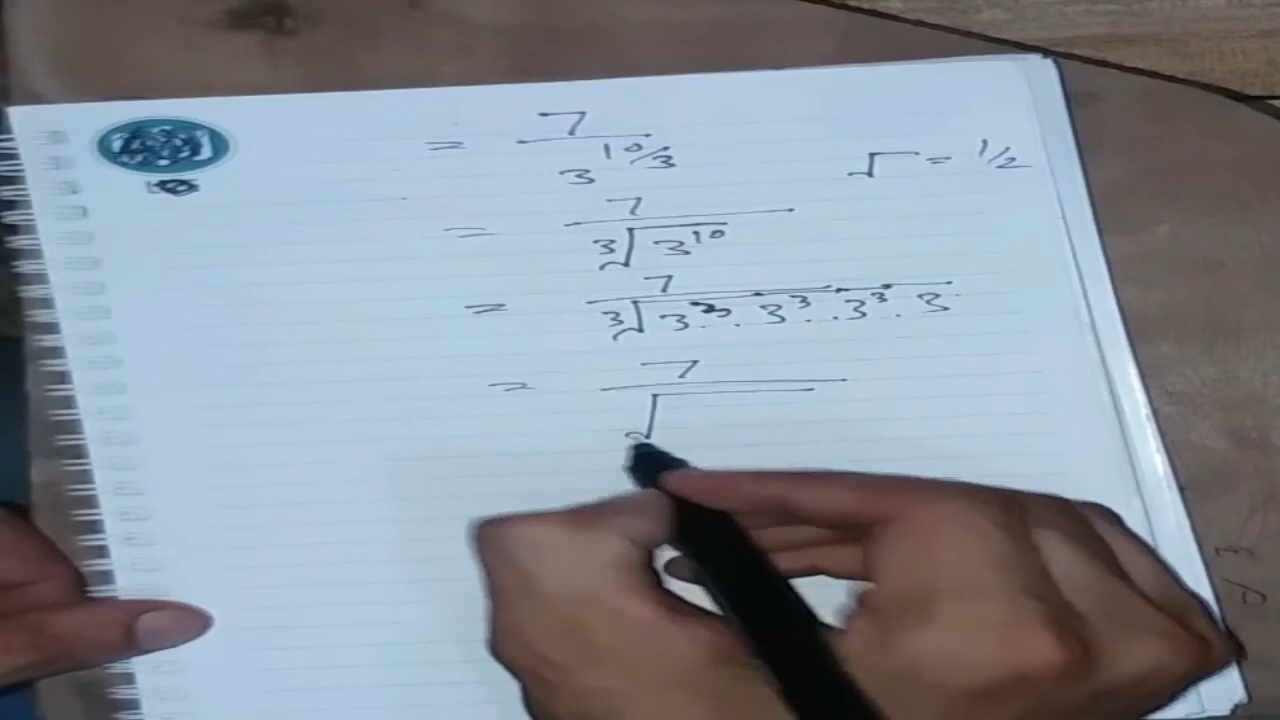 = 7 / 3^{10/3}
√ = 1/2
= 7 / ∛(3^{10})
= 7 / ∛(3^3 . 3^3 . 3^3 . 3)
= 7 / √